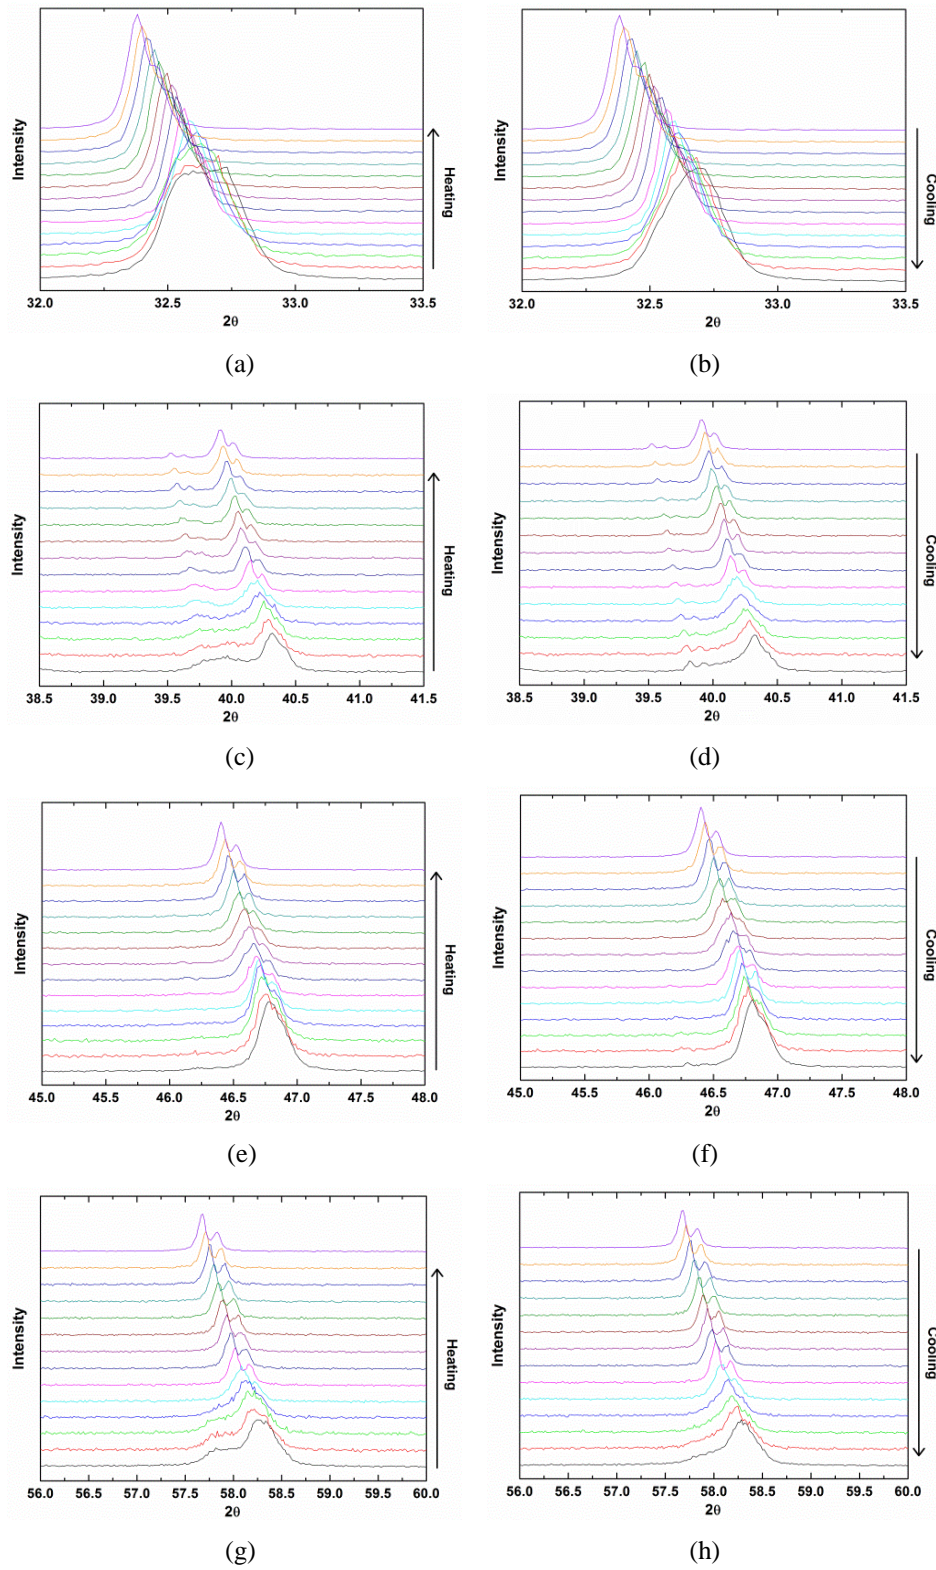 Intensity
Heating
32.0 32.5 33.0 33.5
2θ
(a)
Intensity
Cooling
32.0 32.5 33.0 33.5
2θ
(b)
Intensity
Heating
38.5 39.0 39.5 40.0 40.5 41.0 41.5
2θ
(c)
Intensity
Cooling
38.5 39.0 39.5 40.0 40.5 41.0 41.5
2θ
(d)
Intensity
Heating
45.0 45.5 46.0 46.5 47.0 47.5 48.0
2θ
(e)
Intensity
Cooling
45.0 45.5 46.0 46.5 47.0 47.5 48.0
2θ
(f)
Intensity
Heating
56.0 56.5 57.0 57.5 58.0 58.5 59.0 59.5 60.0
2θ
(g)
Intensity
Cooling
56.0 56.5 57.0 57.5 58.0 58.5 59.0 59.5 60.0
2θ
(h)